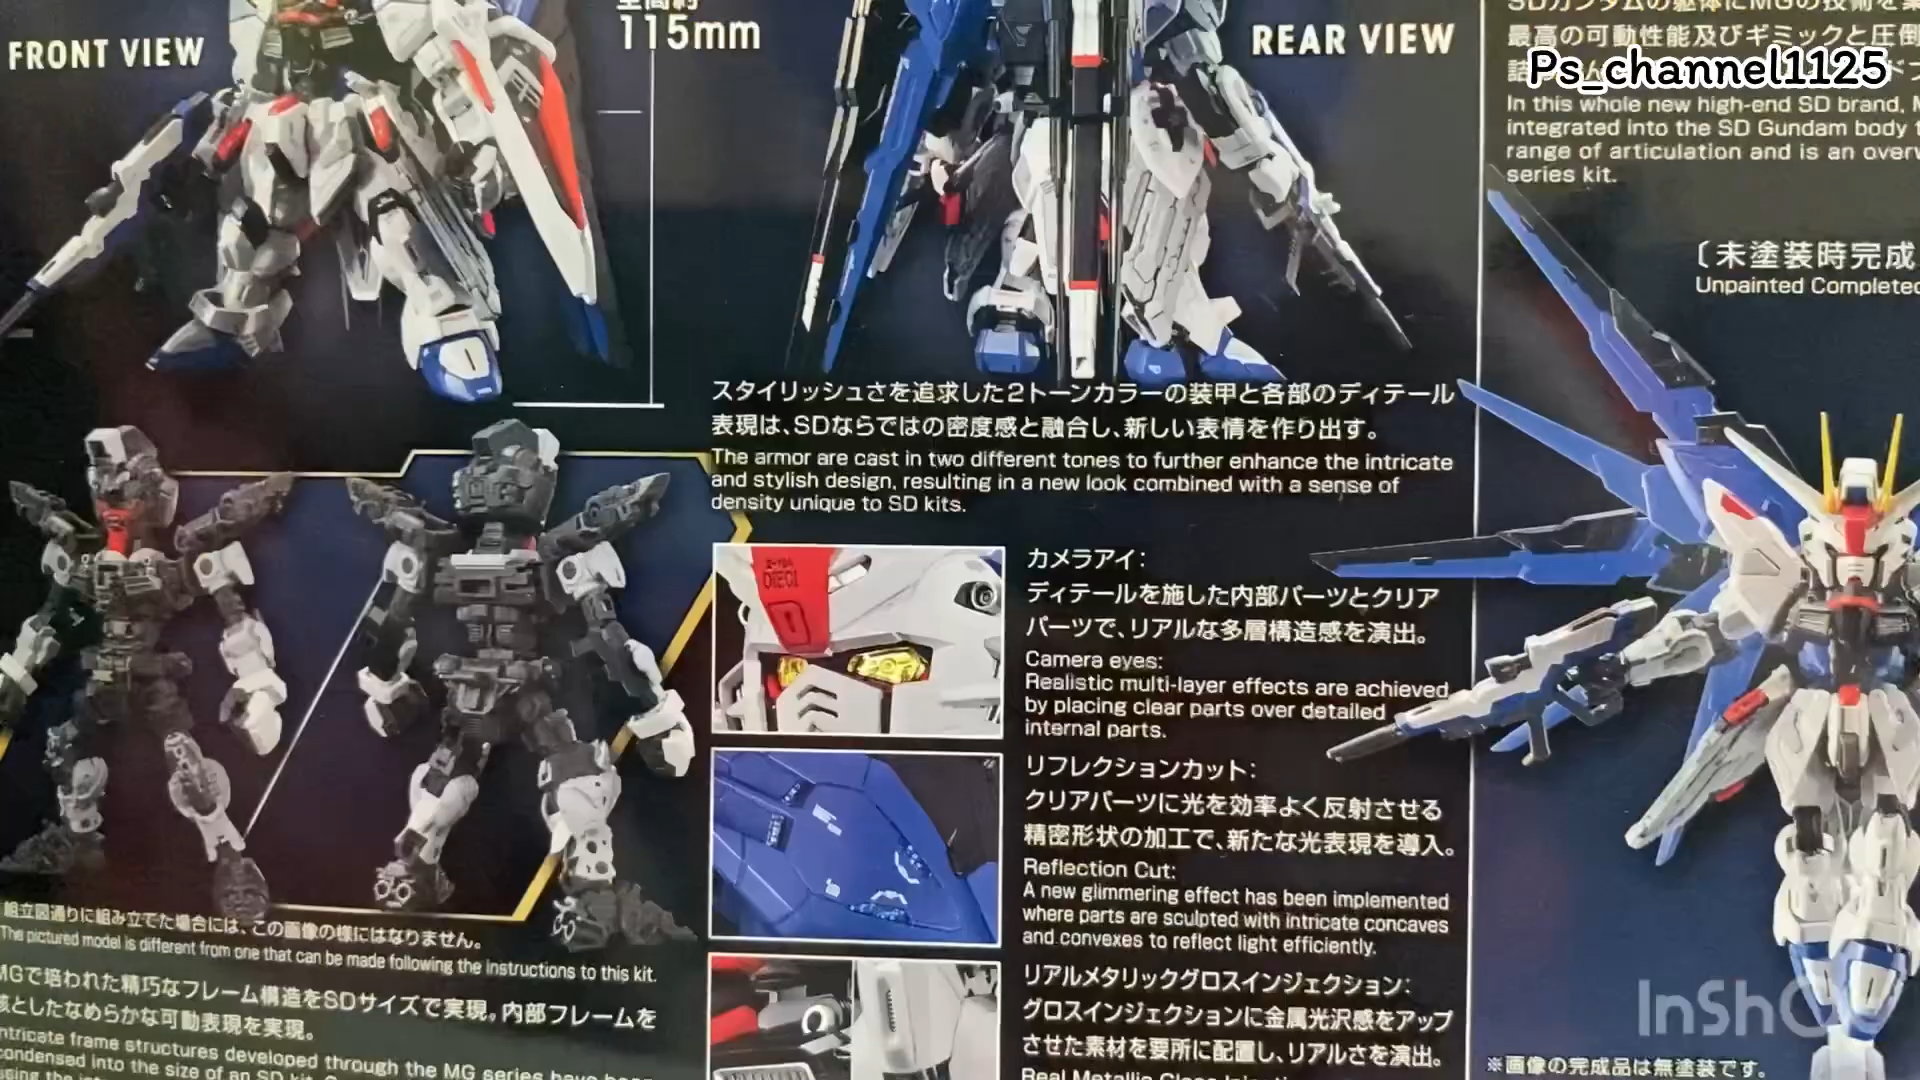 FRONT VIEW
115mm
REAR VIEW
最高の可動性能及びギミックと圧倒
Ps_channel1125
In this whole new high-end SD brand,
integrated into the SD Gundam body
range of articulation and is an
series kit.
〔未塗装時完成
Unpainted Completed
スタイリッシュさを追求した2トーンカラーの装甲と各部のディテール
表現は、SDならではの密度感と融合し、新しい表情を作り出す。
The armor are cast in two different tones to further enhance the intricate
and stylish design, resulting in a new look combined with a sense of
density unique to SD kits.
カメラアイ:
ディテールを施した内部パーツとクリア
パーツで、リアルな多層構造感を演出。
Camera eyes:
Realistic multi-layer effects are achieved
by placing clear parts over detailed
internal parts.
リフレクションカット:
クリアパーツに光を効率よく反射させる
精密形状の加工で、新たな光表現を導入。
Reflection Cut:
A new glimmering effect has been implemented
where parts are sculpted with intricate concaves
and convexes to reflect light efficiently.
リアルメタリックグロスインジェクション:
グロスインジェクションに金属光沢感をアップ
させた素材を要所に配置し、リアルさを演出。
組立図通りに組み立てた場合には、この画像の様にはなりません。
The pictured model is different from one that can be made following the instructions to this kit.
MGで培われた精巧なフレーム構造をSDサイズで実現。内部フレームを
核としたなめらかな可動表現を実現。
Intricate frame structures developed through the MG series have been
condensed into the size of an SD kit.
※画像の完成品は無塗装です。
InShO